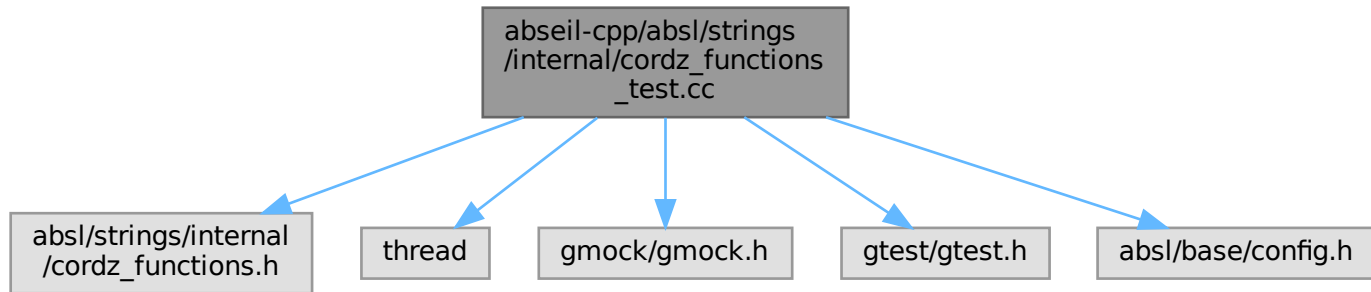 abseil-cpp/absl/strings
/internal/cordz_functions
_test.cc
absl/strings/internal
/cordz_functions.h
thread
gmock/gmock.h
gtest/gtest.h
absl/base/config.h